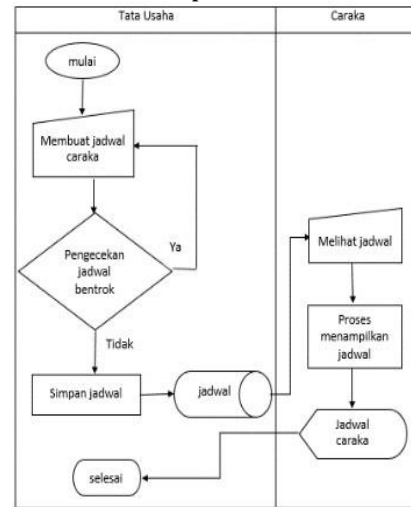 Tata Usaha
Caraka
mulai
Membuat jadwal
caraka
Pengecekan
jadwal
bentrok
Ya
Tidak
Simpan jadwal
jadwal
Melihat jadwal
Proses
menampilkan
jadwal
Jadwal
caraka
selesai